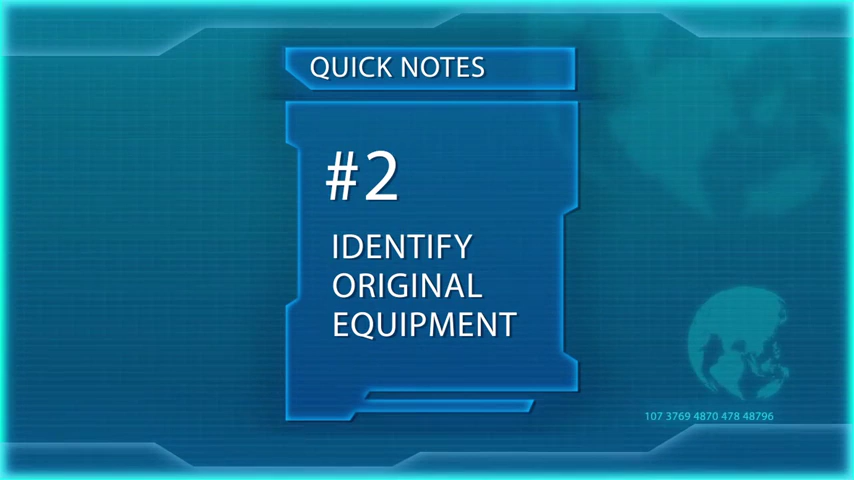 QUICK NOTES
#2
IDENTIFY
ORIGINAL
EQUIPMENT
107 3769 4870 478 48796